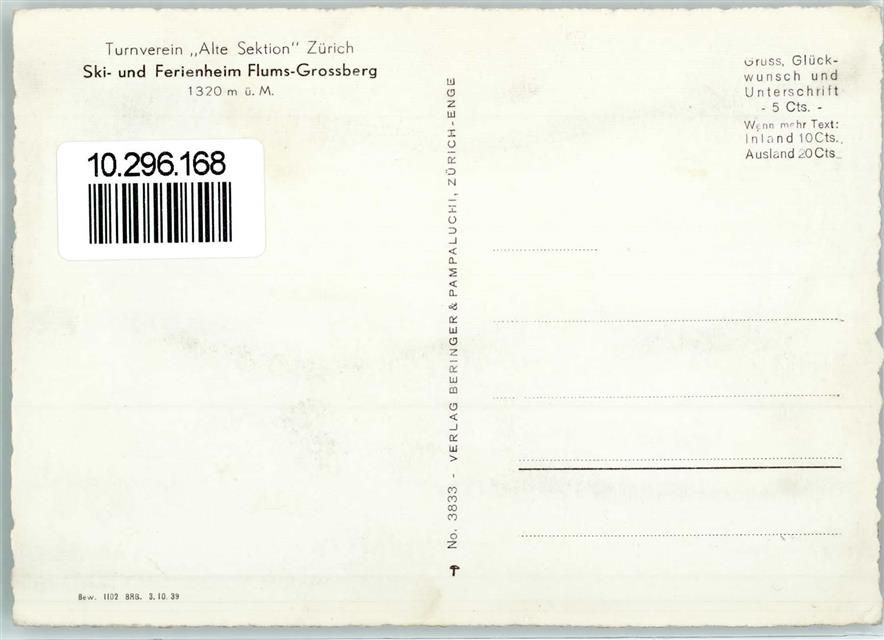 Turnverein „Alte Sektion" Zürich
Ski- und Ferienheim Flums-Grossberg
1320 m ü. M.
10.296.168
Gruss, Glück-
wunsch und
Unterschrift
- 5 Cts. -
Wenn mehr Text:
Inland 10Cts.,
Ausland 20Cts.
No. 3833 - VERLAG BERINGER & PAMPALUCHI, ZÜRICH-ENGE
Bew. 1102 BRB. 3.10.39